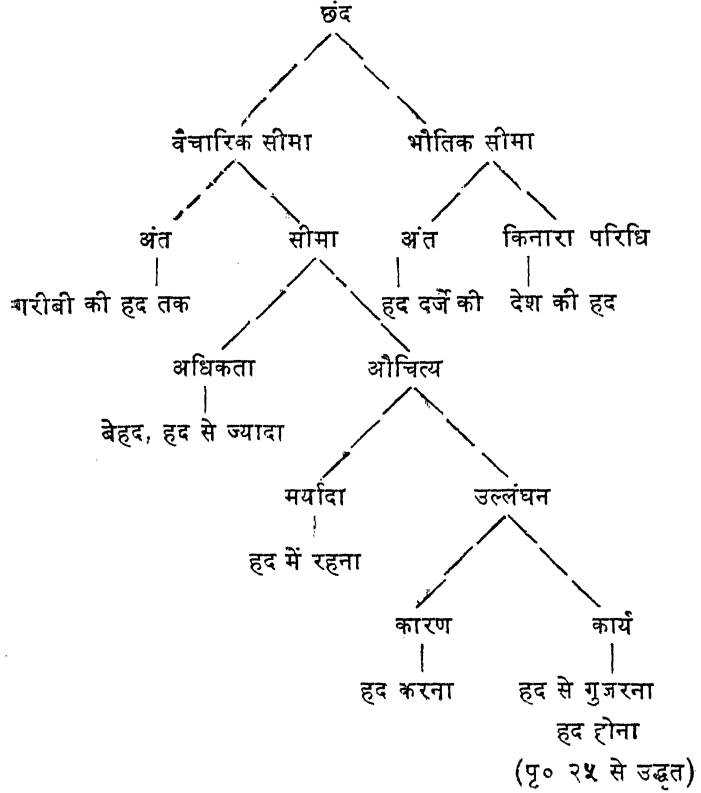 छंद
वैचारिक सीमा भौतिक सीमा
अंत सीमा अंत किनारा परिधि
गरीबी की हद तक हद दर्जे की देश की हद
अधिकता औचित्य
बेहद, हद से ज्यादा
मर्यादा उल्लंघन
हद में रहना
कारण कार्य
हद करना हद से गुजरना
हद होना
(पृ० २५ से उद्धृत)